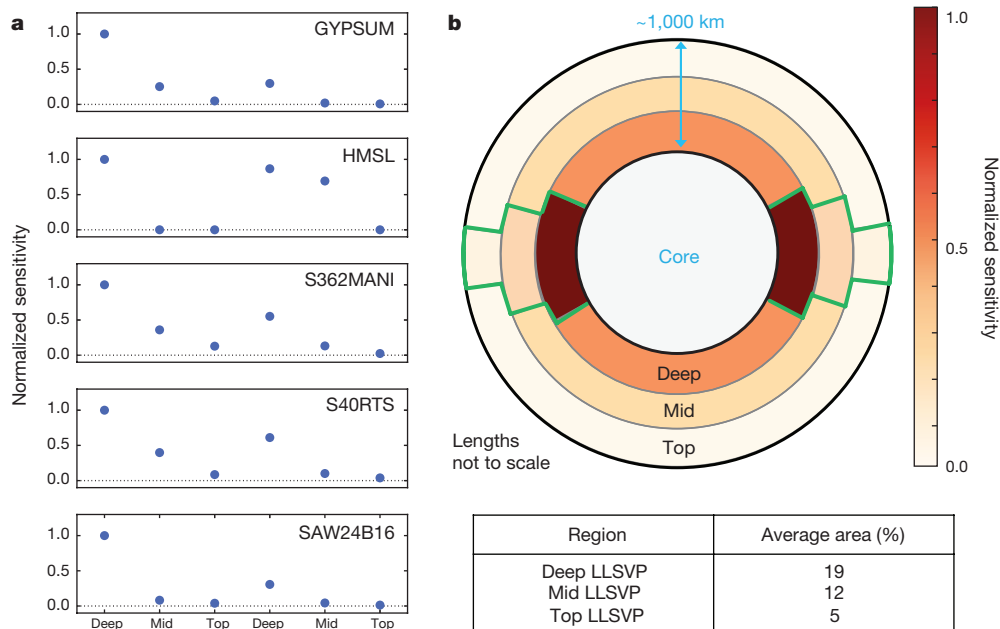 a
Normalized sensitivity
GYPSUM
1.0
0.5
0.0
HMSL
1.0
0.5
0.0
S362MANI
1.0
0.5
0.0
S40RTS
1.0
0.5
0.0
SAW24B16
1.0
0.5
0.0
Deep Mid Top Deep Mid Top
b
~1,000 km
Core
Deep
Mid
Top
Lengths
not to scale
1.0
0.5
0.0
Normalized sensitivity
Region Average area (%)
Deep LLSVP 19
Mid LLSVP 12
Top LLSVP 5